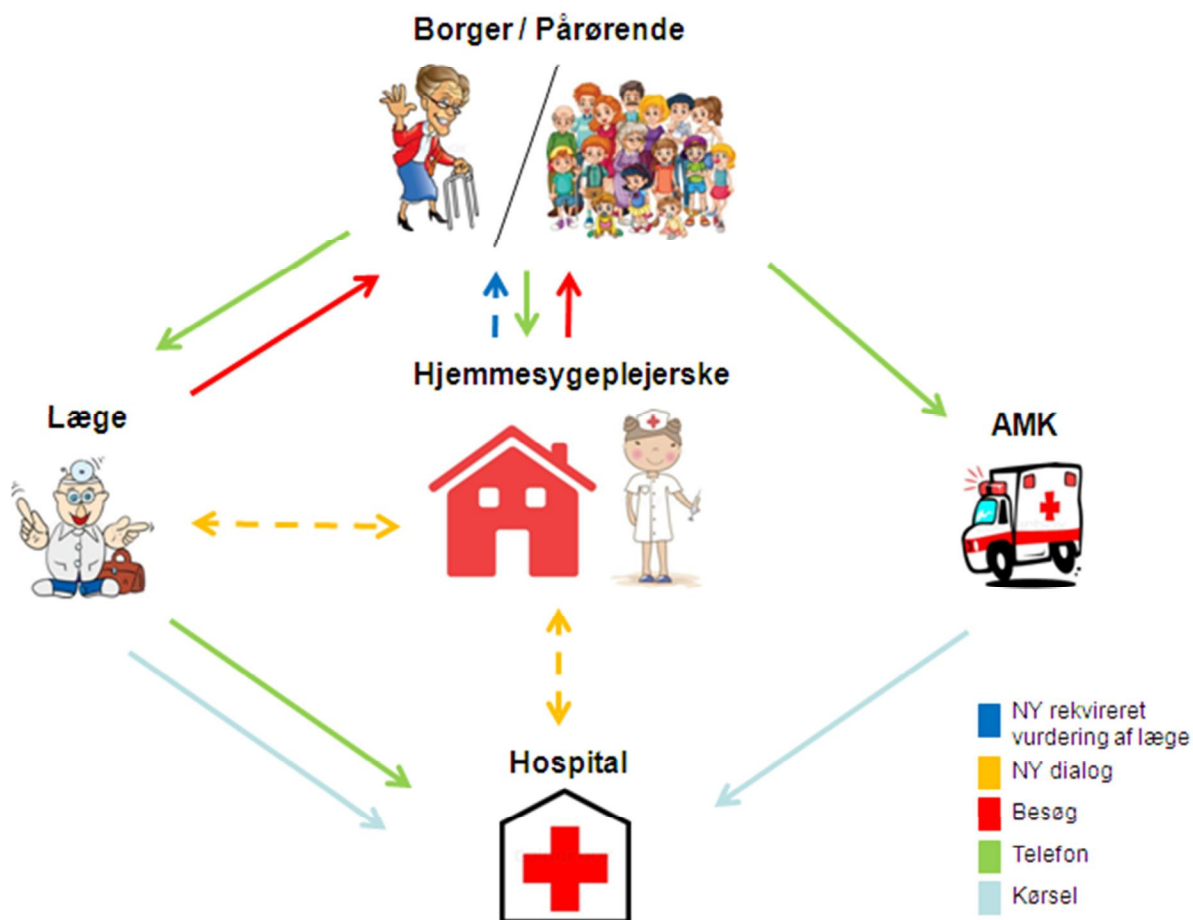 Borger / Pårørende
Hjemmesygeplejerske
Læge
AMK
Hospital
NY rekvireret
vurdering af læge
NY dialog
Besøg
Telefon
Kørsel